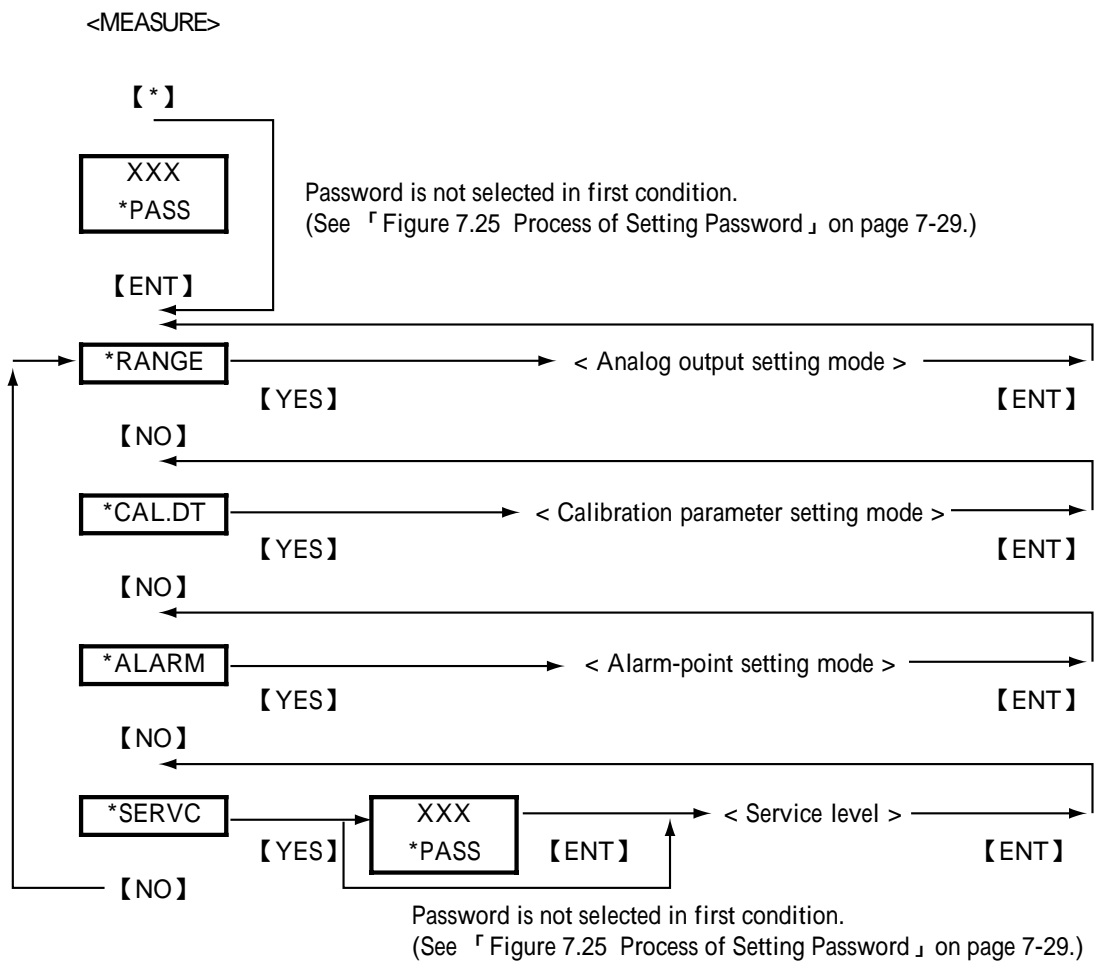 <MEASURE>
【*】
XXX
*PASS
Password is not selected in first condition.
(See 「Figure 7.25 Process of Setting Password」 on page 7-29.)
【ENT】
*RANGE
< Analog output setting mode >
【YES】
【ENT】
【NO】
*CAL.DT
< Calibration parameter setting mode >
【YES】
【ENT】
【NO】
*ALARM
< Alarm-point setting mode >
【YES】
【ENT】
【NO】
*SERVC
XXX
*PASS
< Service level >
【YES】
【ENT】
【ENT】
【NO】
Password is not selected in first condition.
(See 「Figure 7.25 Process of Setting Password」 on page 7-29.)